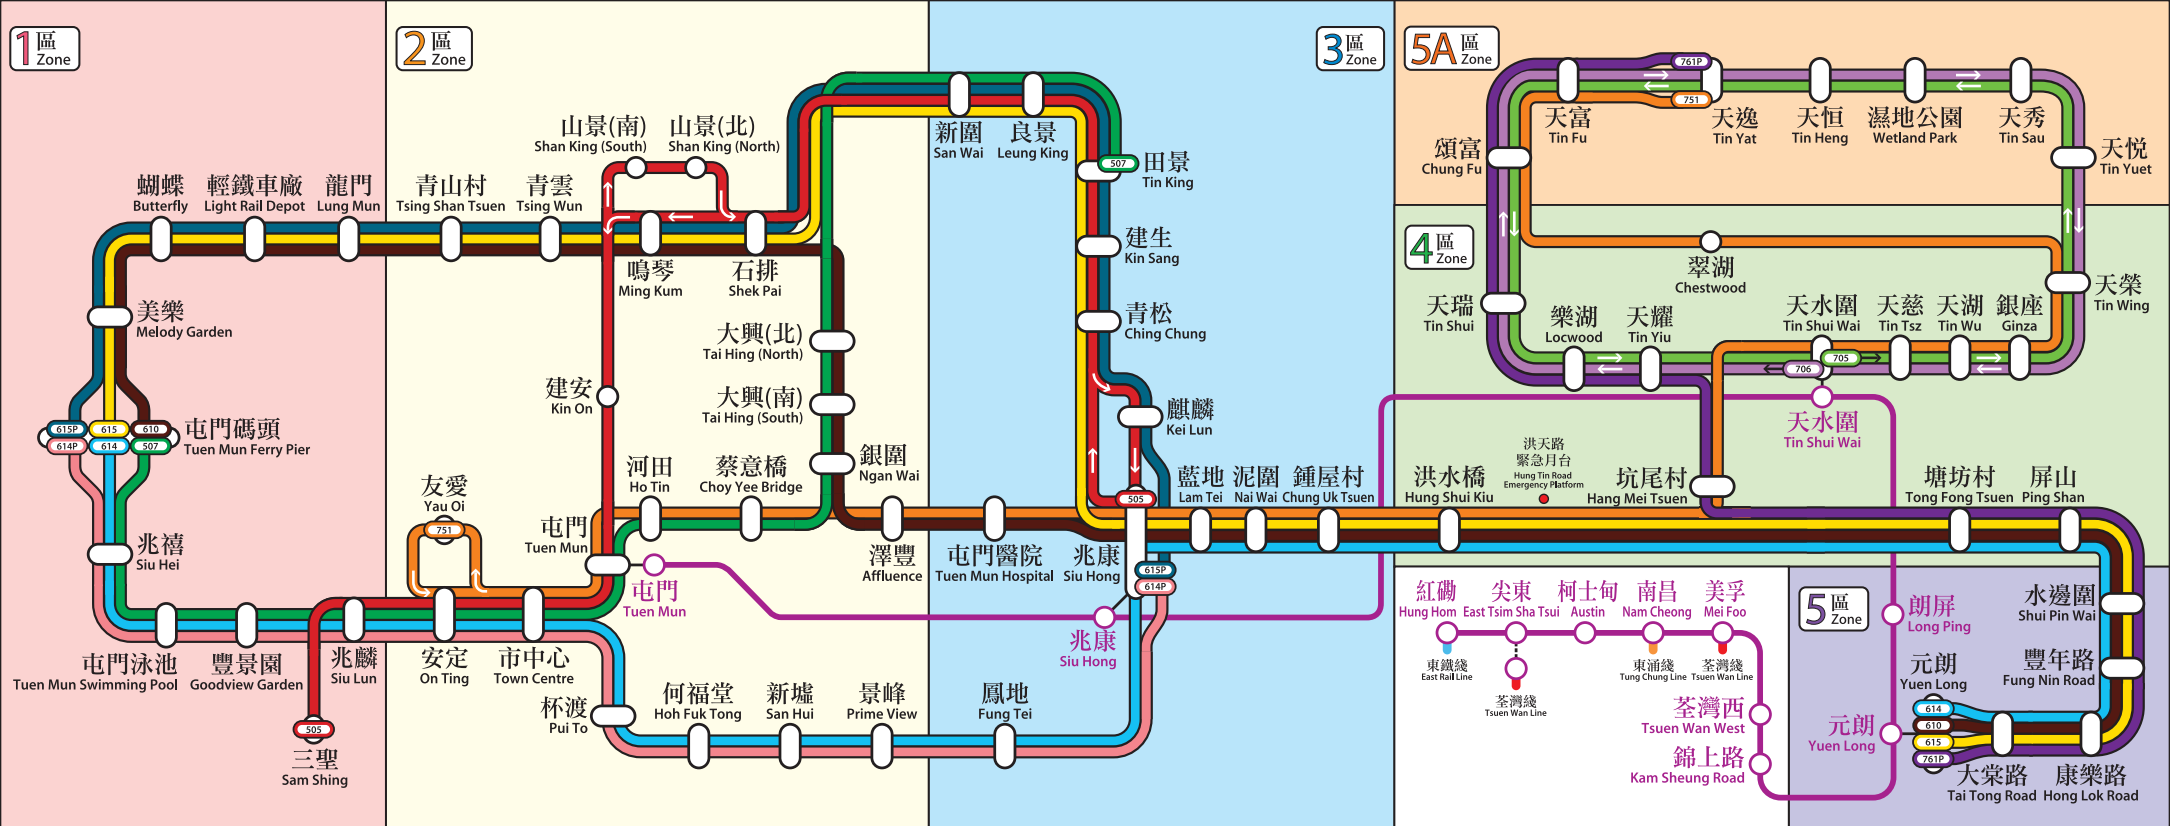 1區
Zone
2區
Zone
3區
Zone
5A區
Zone
4區
Zone
5區
Zone
蝴蝶
Butterfly
輕鐵車廠
Light Rail Depot
龍門
Lung Mun
青山村
Tsing Shan Tsuen
青雲
Tsing Wun
山景(南)
Shan King (South)
山景(北)
Shan King (North)
鳴琴
Ming Kum
石排
Shek Pai
新圍
San Wai
良景
Leung King
507
田景
Tin King
建生
Kin Sang
青松
Ching Chung
麒麟
Kei Lun
505
美樂
Melody Garden
615P
615
610
614P
614
507
屯門碼頭
Tuen Mun Ferry Pier
兆禧
Siu Hei
屯門泳池
Tuen Mun Swimming Pool
豐景園
Goodview Garden
兆麟
Siu Lun
505
三聖
Sam Shing
友愛
Yau Oi
751
安定
On Ting
市中心
Town Centre
建安
Kin On
屯門
Tuen Mun
屯門
Tuen Mun
河田
Ho Tin
蔡意橋
Choy Yee Bridge
大興(北)
Tai Hing (North)
大興(南)
Tai Hing (South)
銀圍
Ngan Wai
澤豐
Affluence
屯門醫院
Tuen Mun Hospital
兆康
Siu Hong
615P
614P
兆康
Siu Hong
杯渡
Pui To
何福堂
Hoh Fuk Tong
新墟
San Hui
景峰
Prime View
鳳地
Fung Tei
藍地
Lam Tei
泥圍
Nai Wai
鍾屋村
Chung Uk Tsuen
洪水橋
Hung Shui Kiu
洪天路
緊急月台
Hung Tin Road
Emergency Platform
坑尾村
Hang Mei Tsuen
塘坊村
Tong Fong Tsuen
屏山
Ping Shan
761P
751
天富
Tin Fu
天逸
Tin Yat
天恒
Tin Heng
濕地公園
Wetland Park
天秀
Tin Sau
頌富
Chung Fu
天悦
Tin Yuet
翠湖
Chestwood
天瑞
Tin Shui
樂湖
Locwood
天耀
Tin Yiu
天水圍
Tin Shui Wai
705
706
天慈
Tin Tsz
天湖
Tin Wu
銀座
Ginza
天榮
Tin Wing
天水圍
Tin Shui Wai
水邊圍
Shui Pin Wai
豐年路
Fung Nin Road
康樂路
Hong Lok Road
大棠路
Tai Tong Road
元朗
Yuen Long
614
610
615
761P
朗屏
Long Ping
元朗
Yuen Long
紅磡
Hung Hom
東鐵綫
East Rail Line
尖東
East Tsim Sha Tsui
荃灣綫
Tsuen Wan Line
柯士甸
Austin
南昌
Nam Cheong
東涌綫
Tung Chung Line
美孚
Mei Foo
荃灣綫
Tsuen Wan Line
荃灣西
Tsuen Wan West
錦上路
Kam Sheung Road